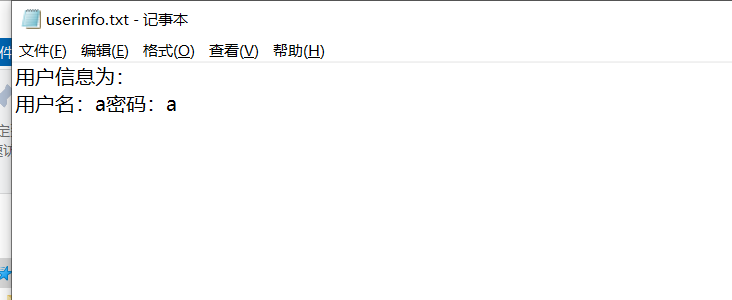 userinfo.txt - 记事本
文件(F) 编辑(E) 格式(O) 查看(V) 帮助(H)
用户信息为：
用户名：a密码：a